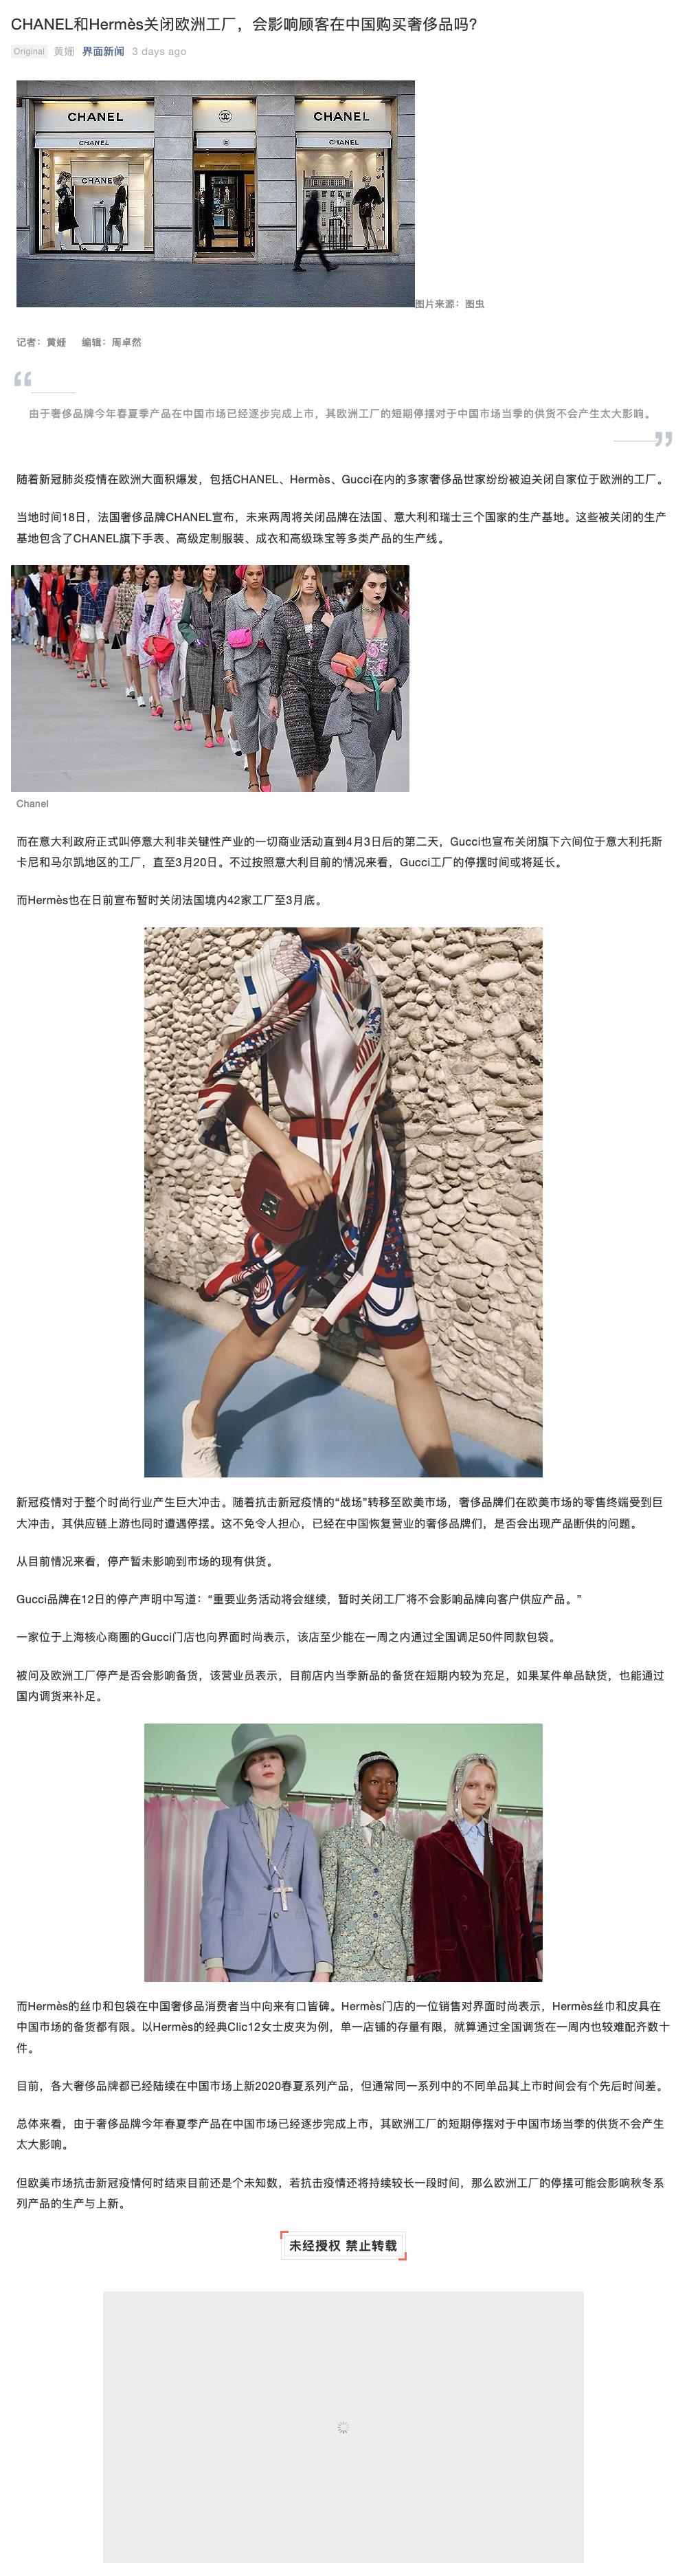 CHANEL和Hermès关闭欧洲工厂，会影响顾客在中国购买奢侈品吗？
Original 黄姗 界面新闻 3 days ago
CHANEL
CHANEL
CHANEL
CHANEL
CHANEL
图片来源：图虫
记者：黄姗 编辑：周卓然
“
由于奢侈品牌今年春夏季产品在中国市场已经逐步完成上市，其欧洲工厂的短期停摆对于中国市场当季的供货不会产生太大影响。
”
随着新冠肺炎疫情在欧洲大面积爆发，包括CHANEL、Hermès、Gucci在内的多家奢侈品世家纷纷被迫关闭自家位于欧洲的工厂。
当地时间18日，法国奢侈品牌CHANEL宣布，未来两周将关闭品牌在法国、意大利和瑞士三个国家的生产基地。这些被关闭的生产
基地包含了CHANEL旗下手表、高级定制服装、成衣和高级珠宝等多类产品的生产线。
Chanel
而在意大利政府正式叫停意大利非关键性产业的一切商业活动直到4月3日后的第二天，Gucci也宣布关闭旗下六间位于意大利托斯
卡尼和马尔凯地区的工厂，直至3月20日。不过按照意大利目前的情况来看，Gucci工厂的停摆时间或将延长。
而Hermès也在日前宣布暂时关闭法国境内42家工厂至3月底。
新冠疫情对于整个时尚行业产生巨大冲击。随着抗击新冠疫情的“战场”转移至欧美市场，奢侈品牌们在欧美市场的零售终端受到巨
大冲击，其供应链上游也同时遭遇停摆。这不免令人担心，已经在中国恢复营业的奢侈品牌们，是否会出现产品断供的问题。
从目前情况来看，停产暂未影响到市场的现有供货。
Gucci品牌在12日的停产声明中写道：“重要业务活动将会继续，暂时关闭工厂将不会影响品牌向客户供应产品。”
一家位于上海核心商圈的Gucci门店也向界面时尚表示，该店至少能在一周之内通过全国调足50件同款包袋。
被问及欧洲工厂停产是否会影响备货，该营业员表示，目前店内当季新品的备货在短期内较为充足，如果某件单品缺货，也能通过
国内调货来补足。
而Hermès的丝巾和包袋在中国奢侈品消费者当中向来有口皆碑。Hermès门店的一位销售对界面时尚表示，Hermès丝巾和皮具在
中国市场的备货都有限。以Hermès的经典Clic12女士皮夹为例，单一店铺的存量有限，就算通过全国调货在一周内也较难配齐数十
件。
目前，各大奢侈品牌都已经陆续在中国市场上新2020春夏系列产品，但通常同一系列中的不同单品其上市时间会有个先后时间差。
总体来看，由于奢侈品牌今年春夏季产品在中国市场已经逐步完成上市，其欧洲工厂的短期停摆对于中国市场当季的供货不会产生
太大影响。
但欧美市场抗击新冠疫情何时结束目前还是个未知数，若抗击疫情还将持续较长一段时间，那么欧洲工厂的停摆可能会影响秋冬系
列产品的生产与上新。
未经授权 禁止转载